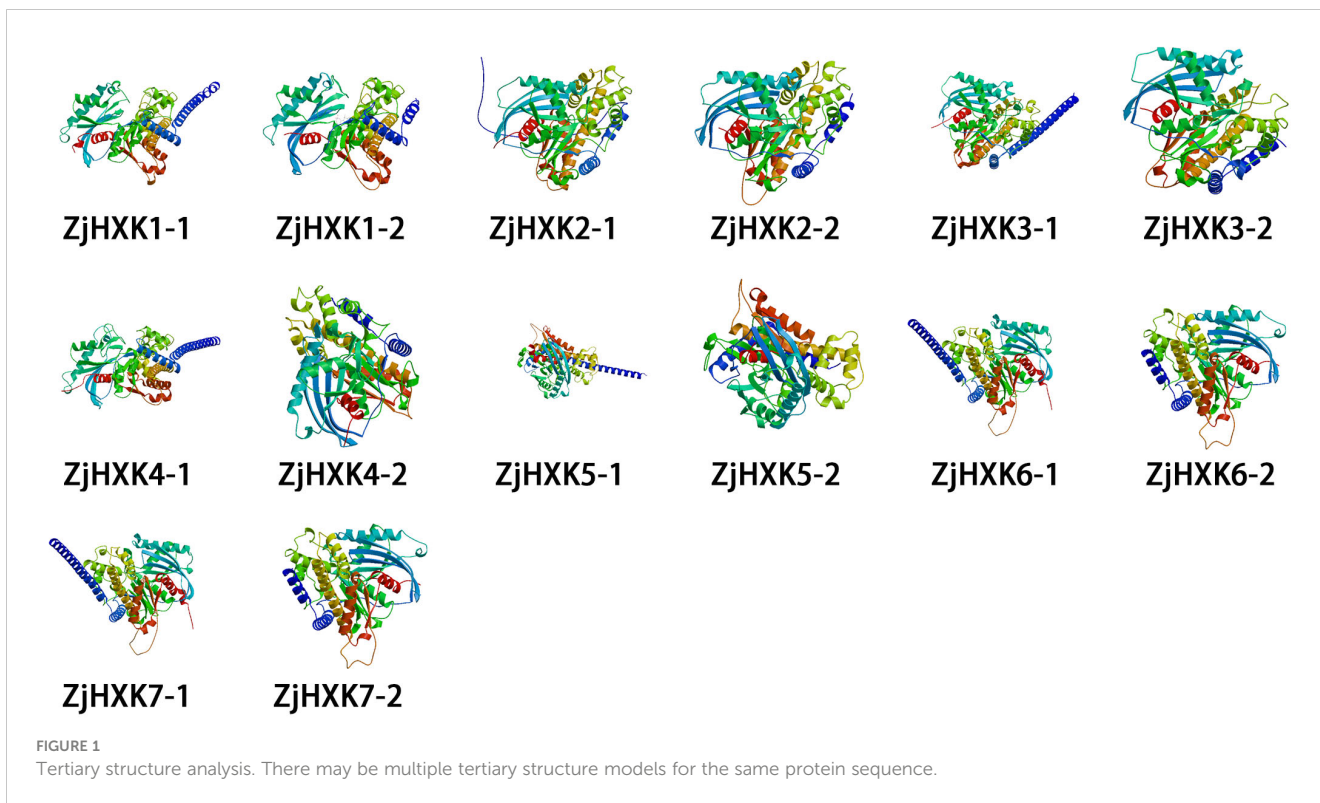 ZjHXK1-1 ZjHXK1-2 ZjHXK2-1 ZjHXK2-2 ZjHXK3-1 ZjHXK3-2
ZjHXK4-1 ZjHXK4-2 ZjHXK5-1 ZjHXK5-2 ZjHXK6-1 ZjHXK6-2
ZjHXK7-1 ZjHXK7-2
FIGURE 1
Tertiary structure analysis. There may be multiple tertiary structure models for the same protein sequence.